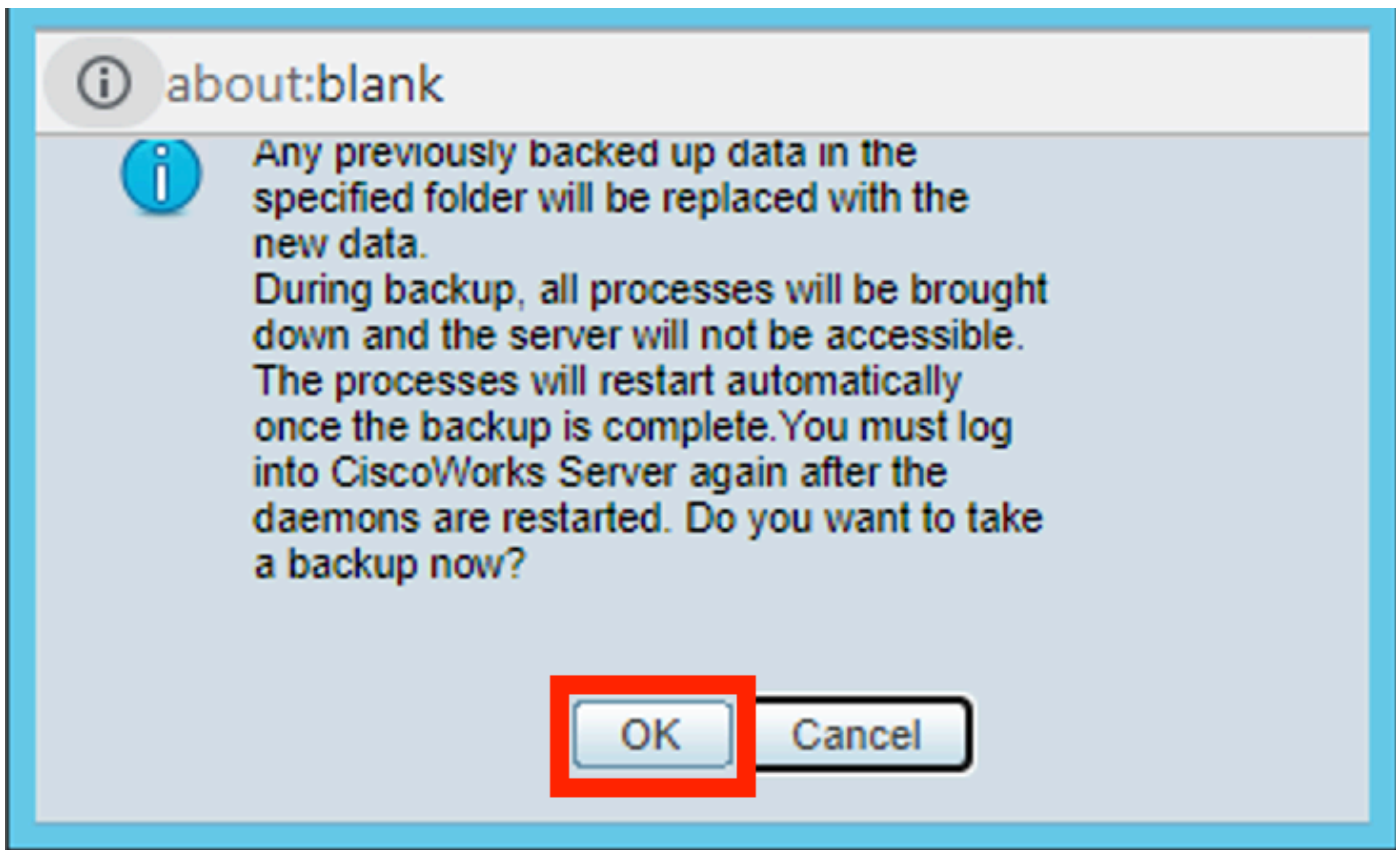 about:blank
Any previously backed up data in the
specified folder will be replaced with the
new data.
During backup, all processes will be brought
down and the server will not be accessible.
The processes will restart automatically
once the backup is complete.You must log
into CiscoWorks Server again after the
daemons are restarted. Do you want to take
a backup now?
OK Cancel